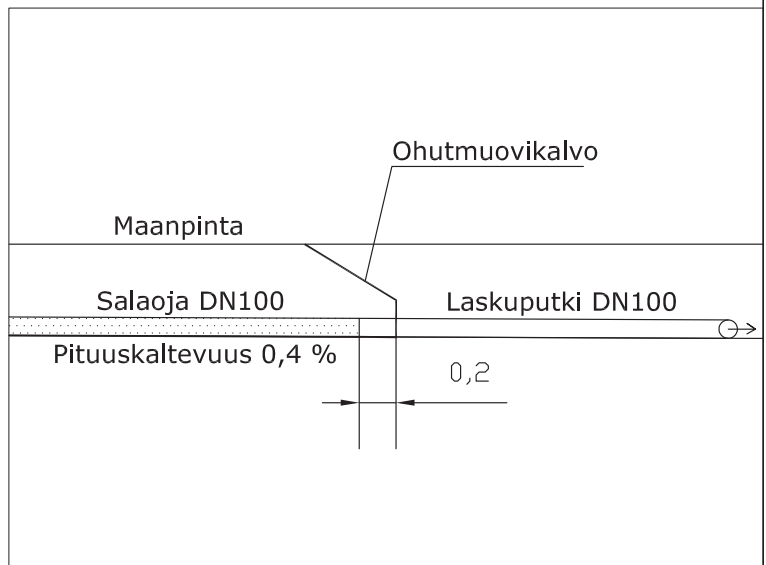 Ohutmuovikalvo
Maanpinta
Salaoja DN100
Laskuputki DN100
Pituuskaltevuus 0,4 %
0,2